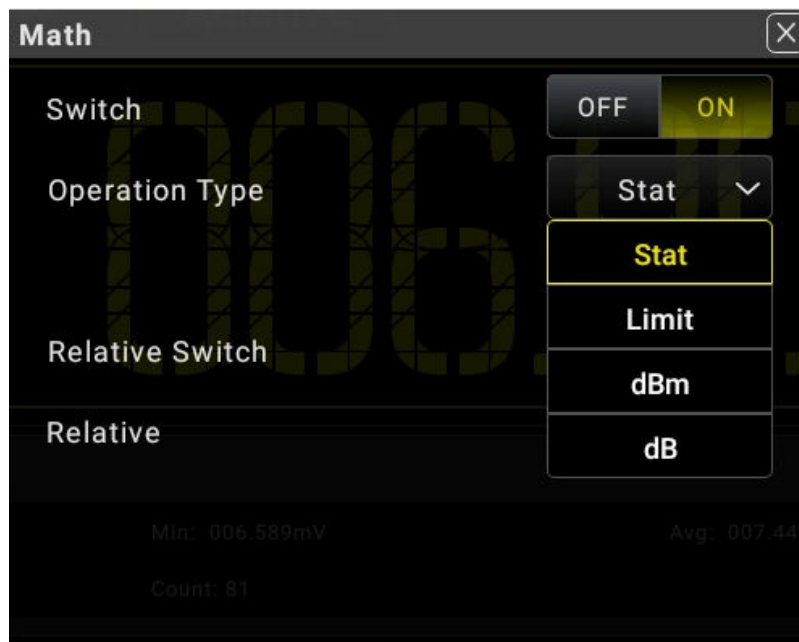 Math
Switch OFF ON
Operation Type Stat
Stat
Limit
Relative Switch
dBm
Relative
dB
Min: 006.589mV Avg: 007.44
Count: 81